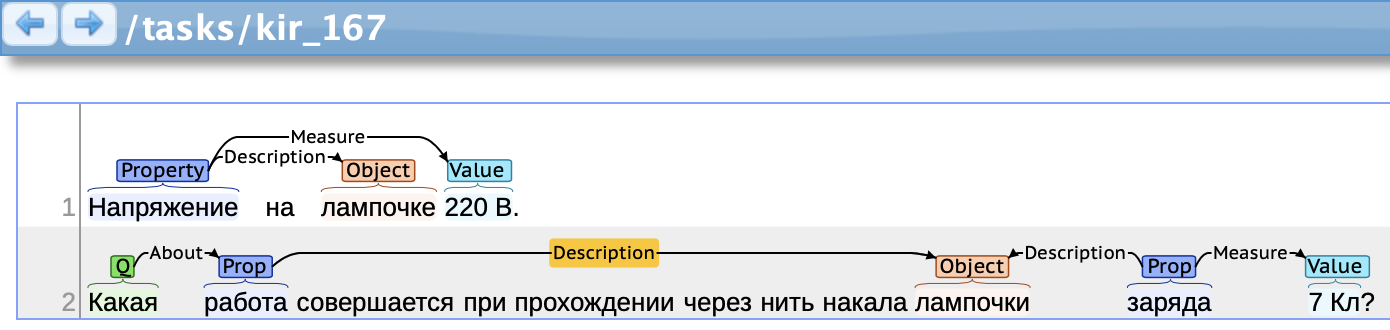 /tasks/kir_167
Measure
Description
Property Object Value
1 Напряжение на лампочке 220 В.
About Description Description Measure
Q Prop Object Prop Value
2 Какая работа совершается при прохождении через нить накала лампочки заряда 7 Кл?